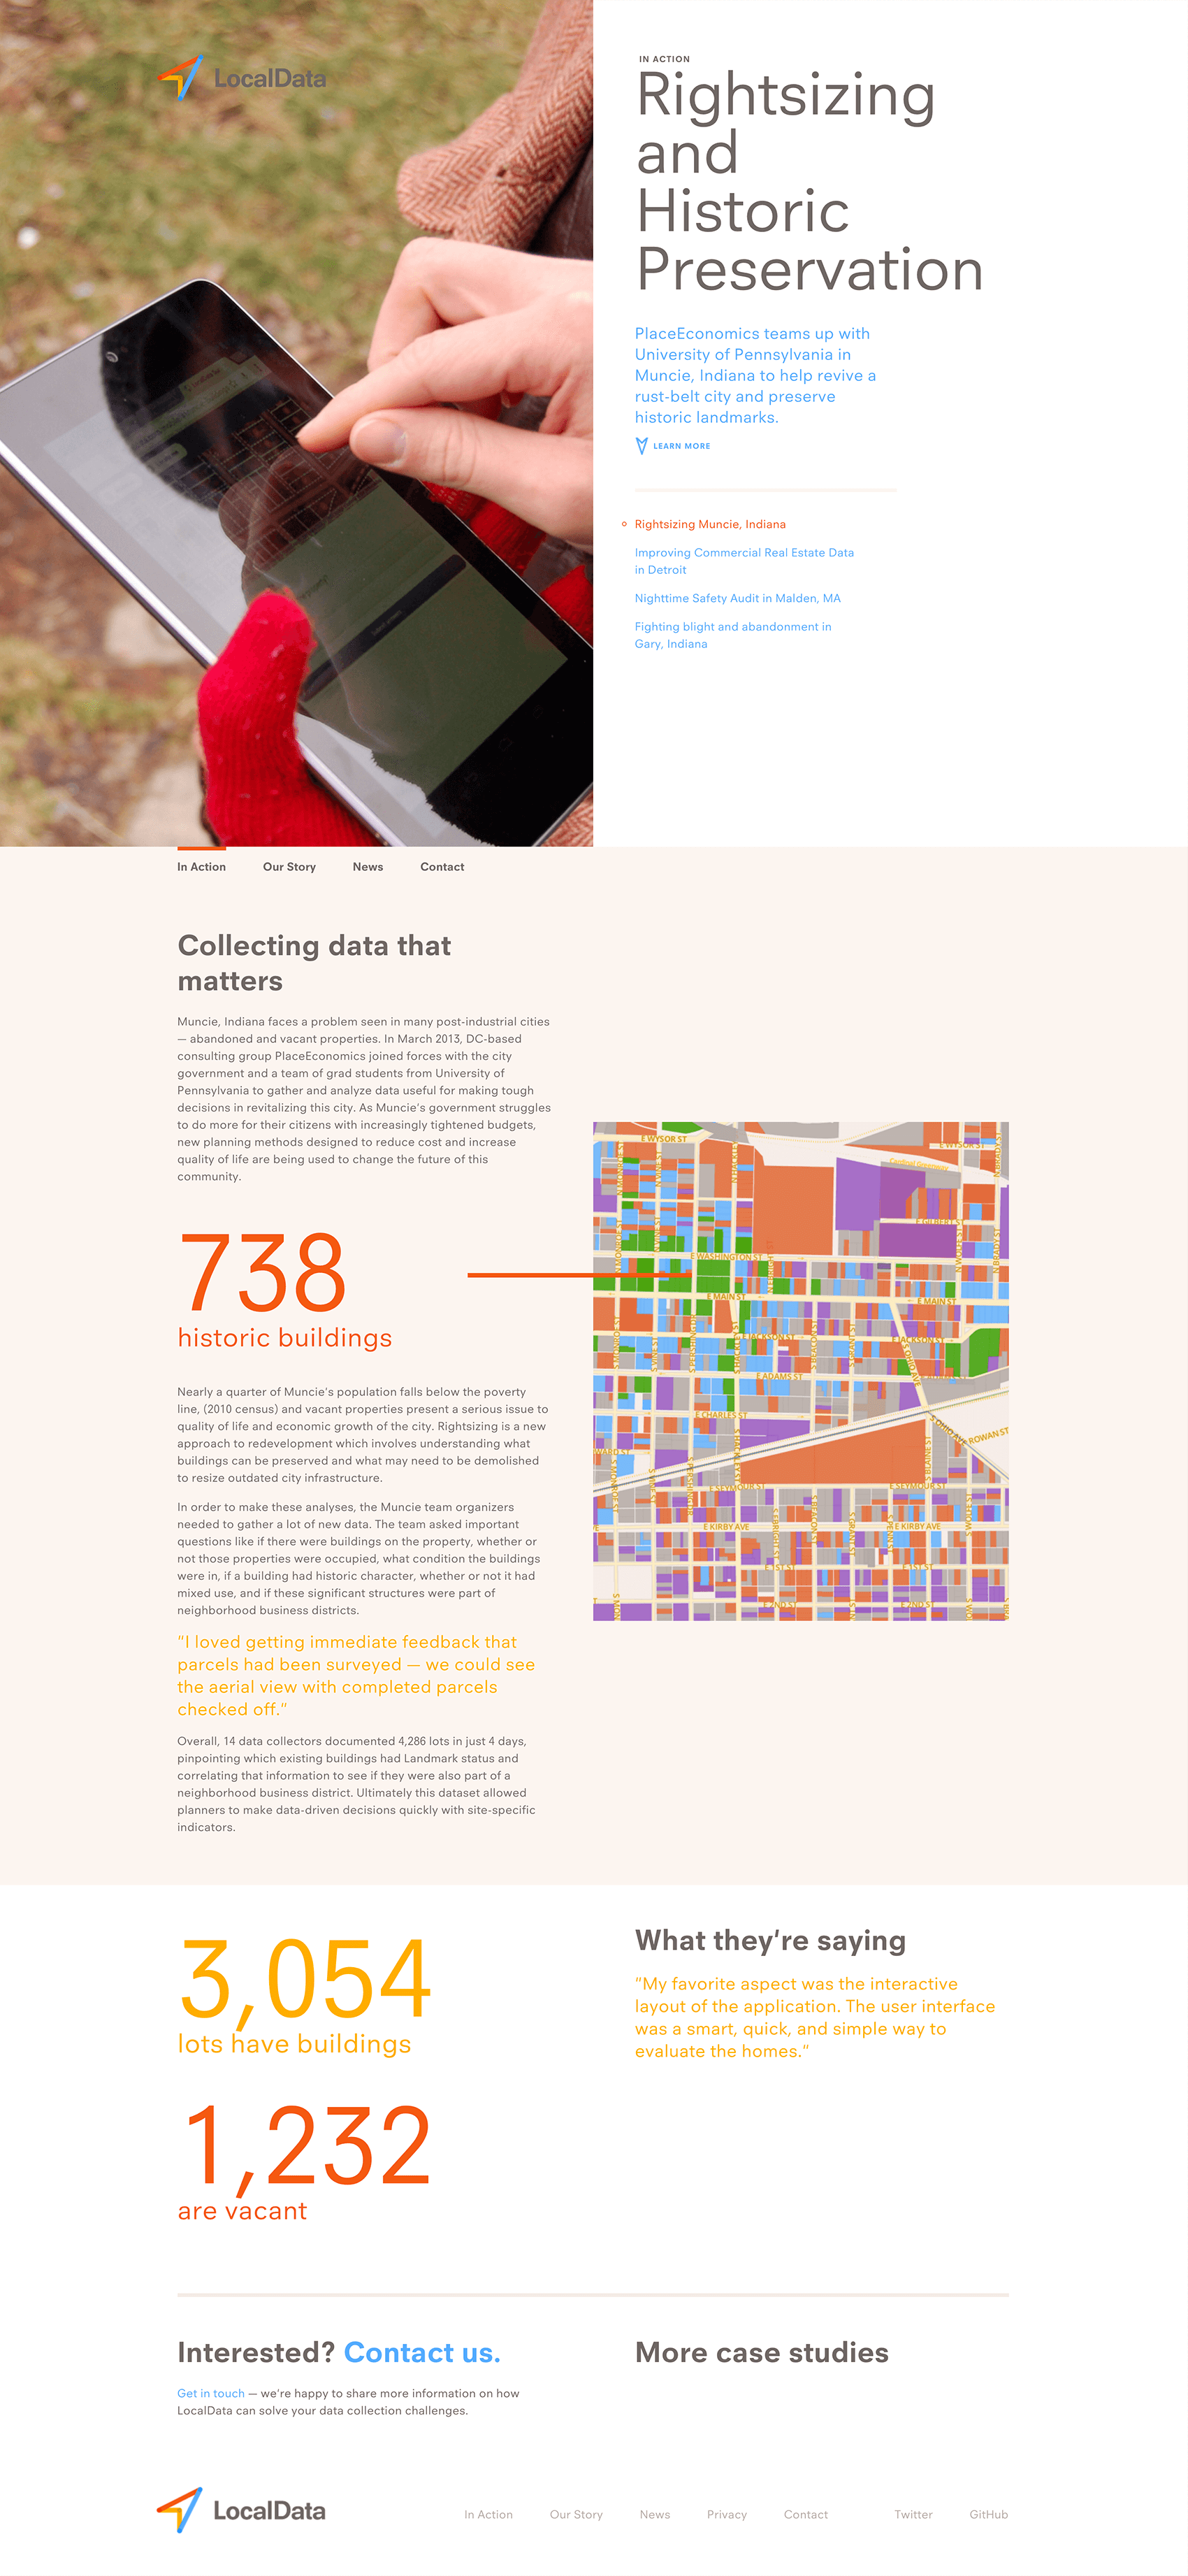 LocalData
IN ACTION
Rightsizing
and
Historic
Preservation
PlaceEconomics teams up with
University of Pennsylvania in
Muncie, Indiana to help revive a
rust-belt city and preserve
historic landmarks.
LEARN MORE
Rightsizing Muncie, Indiana
Improving Commercial Real Estate Data
in Detroit
Nighttime Safety Audit in Malden, MA
Fighting blight and abandonment in
Gary, Indiana
In Action
Our Story
News
Contact
Collecting data that
matters
Muncie, Indiana faces a problem seen in many post-industrial cities
— abandoned and vacant properties. In March 2013, DC-based
consulting group PlaceEconomics joined forces with the city
government and a team of grad students from University of
Pennsylvania to gather and analyze data useful for making tough
decisions in revitalizing this city. As Muncie's government struggles
to do more for their citizens with increasingly tightened budgets,
new planning methods designed to reduce cost and increase
quality of life are being used to change the future of this
community.
738
historic buildings
E WYSOR ST
E WYSOR ST
E GILBERT ST
E WASHINGTON ST
E MAIN ST
E MAIN ST
E JACKSON ST
E JACKSON ST
E ADAMS ST
E CHARLES ST
ROWAN ST
E SEYMOUR ST
E SEYMOUR ST
E KIRBY AVE
E KIRBY AVE
E 1ST ST
E 1ST ST
E 2ND ST
E 2ND ST
Nearly a quarter of Muncie's population falls below the poverty
line, (2010 census) and vacant properties present a serious issue to
quality of life and economic growth of the city. Rightsizing is a new
approach to redevelopment which involves understanding what
buildings can be preserved and what may need to be demolished
to resize outdated city infrastructure.
In order to make these analyses, the Muncie team organizers
needed to gather a lot of new data. The team asked important
questions like if there were buildings on the property, whether or
not those properties were occupied, what condition the buildings
were in, if a building had historic character, whether or not it had
mixed use, and if these significant structures were part of
neighborhood business districts.
"I loved getting immediate feedback that
parcels had been surveyed — we could see
the aerial view with completed parcels
checked off."
Overall, 14 data collectors documented 4,286 lots in just 4 days,
pinpointing which existing buildings had Landmark status and
correlating that information to see if they were also part of a
neighborhood business district. Ultimately this dataset allowed
planners to make data-driven decisions quickly with site-specific
indicators.
3,054
lots have buildings
1,232
are vacant
What they're saying
"My favorite aspect was the interactive
layout of the application. The user interface
was a smart, quick, and simple way to
evaluate the homes."
Interested? Contact us.
Get in touch — we're happy to share more information on how
LocalData can solve your data collection challenges.
More case studies
LocalData
In Action
Our Story
News
Privacy
Contact
Twitter
GitHub